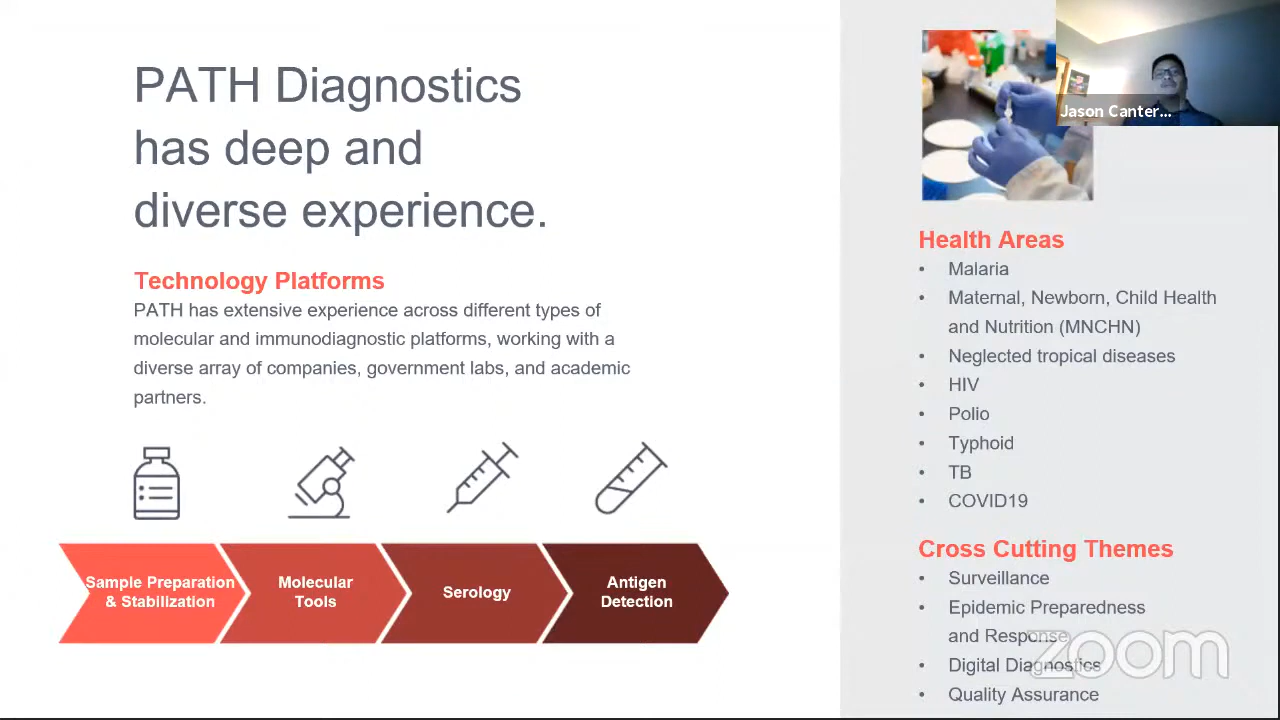 PATH Diagnostics
has deep and
diverse experience.
Technology Platforms
PATH has extensive experience across different types of
molecular and immunodiagnostic platforms, working with a
diverse array of companies, government labs, and academic
partners.
Sample Preparation
& Stabilization
Molecular
Tools
Serology
Antigen
Detection
Jason Canter...
Health Areas
• Malaria
• Maternal, Newborn, Child Health
and Nutrition (MNCHN)
• Neglected tropical diseases
• HIV
• Polio
• Typhoid
• TB
• COVID19
Cross Cutting Themes
• Surveillance
• Epidemic Preparedness
and Response
• Digital Diagnostics
• Quality Assurance
zoom